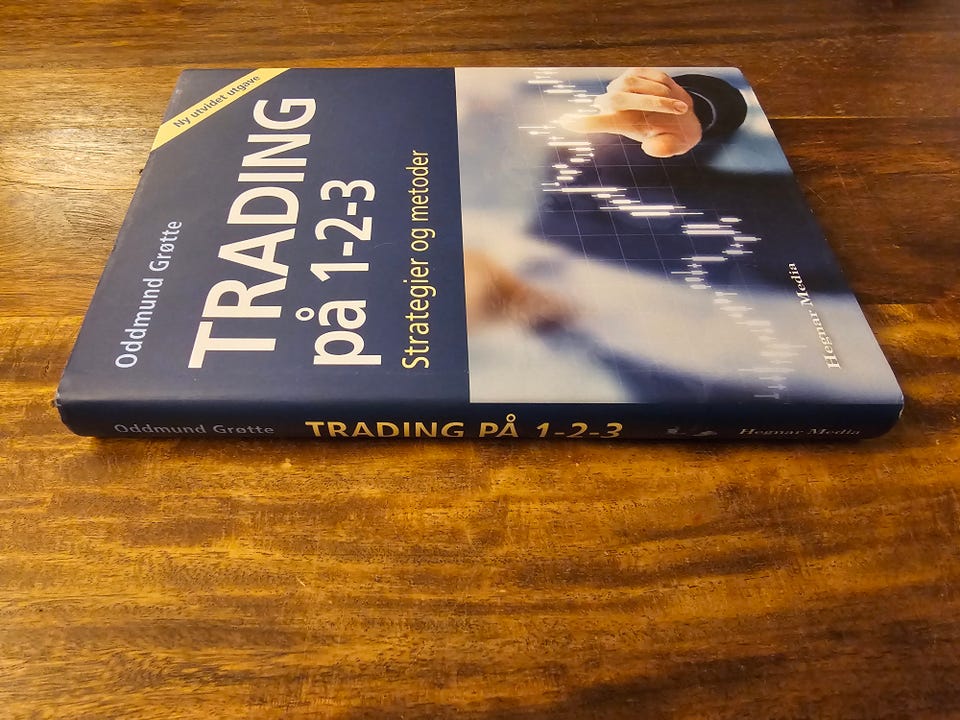 Ny utvidet utgave
Oddmund Grøtte
TRADING
på 1-2-3
Strategier og metoder
Hegnar Media
Oddmund Grøtte
TRADING PÅ 1-2-3
Hegnar Media